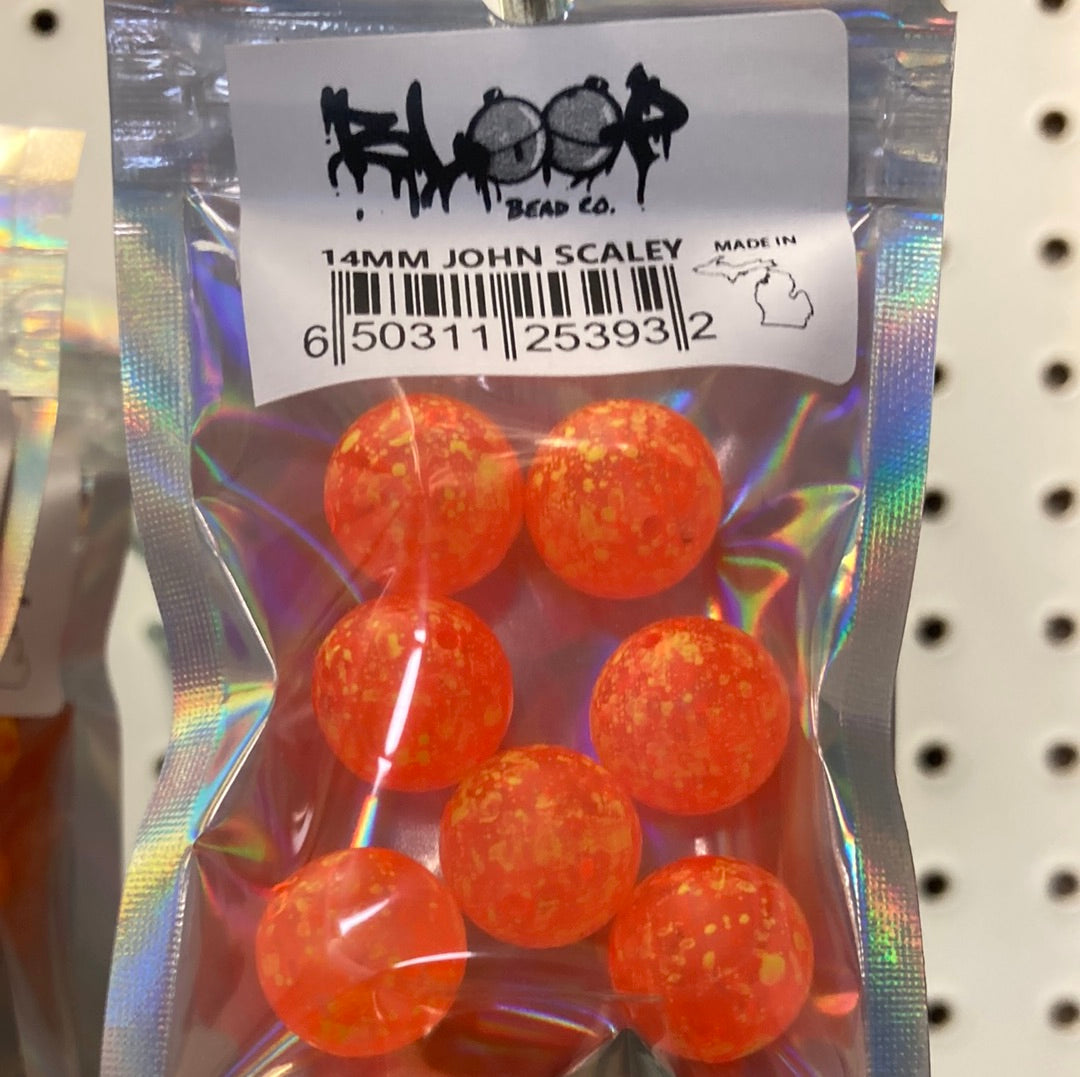 BLOOP
BEAD CO.
14MM JOHN SCALEY
MADE IN
6 50311 25393 2